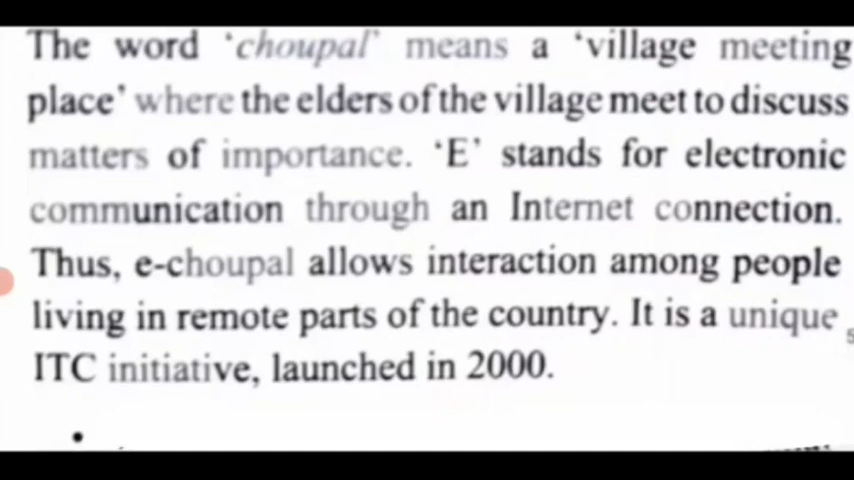 The word ‘choupal’ means a ‘village meeting
place’ where the elders of the village meet to discuss
matters of importance. ‘E’ stands for electronic
communication through an Internet connection.
Thus, e-choupal allows interaction among people
living in remote parts of the country. It is a unique
ITC initiative, launched in 2000.